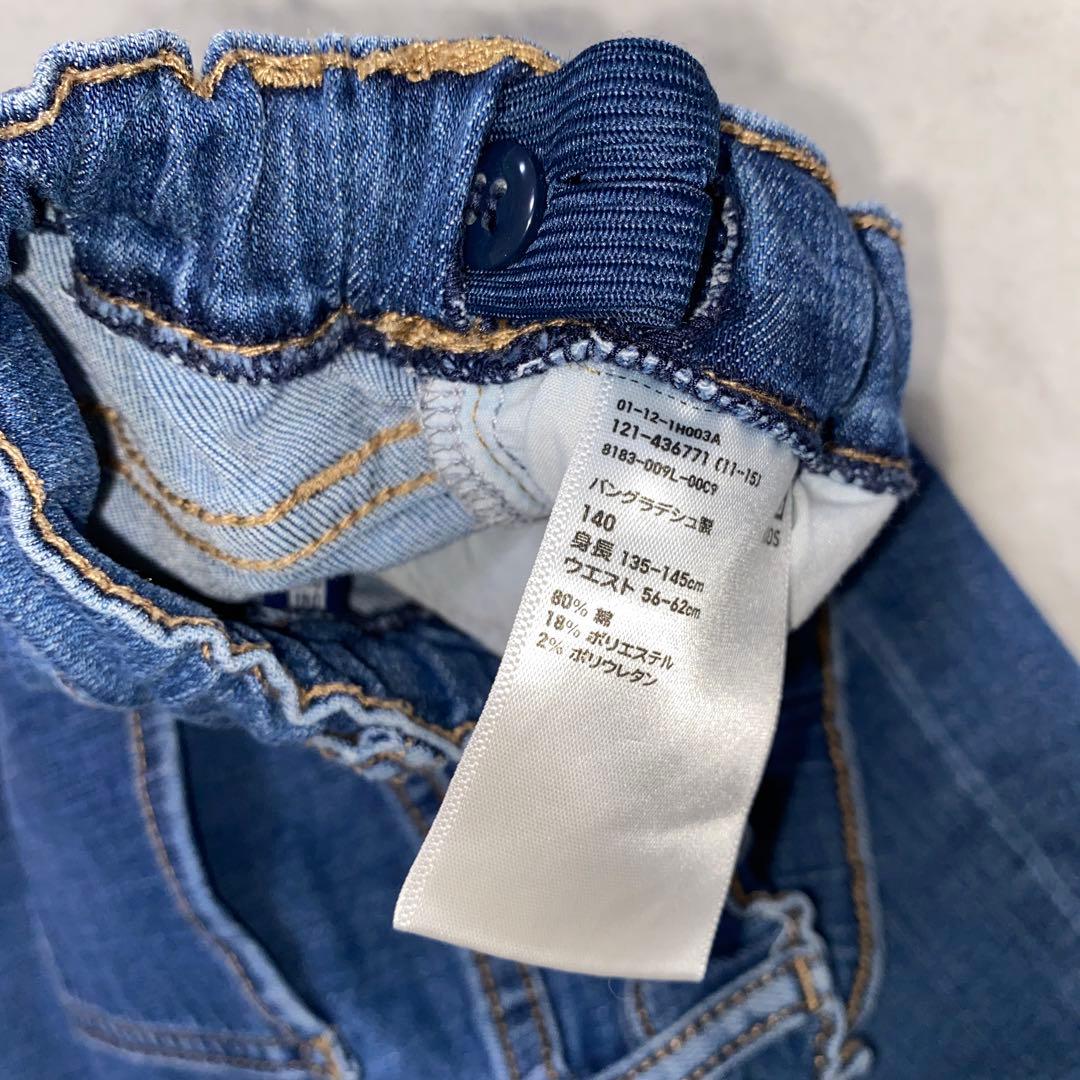 01-12-1H003A
121-436771 (11-15)
8183-009L-00C9
バングラデシュ製
140
身長 135-145cm
ウエスト 56-62cm
80% 綿
18% ポリエステル
2% ポリウレタン